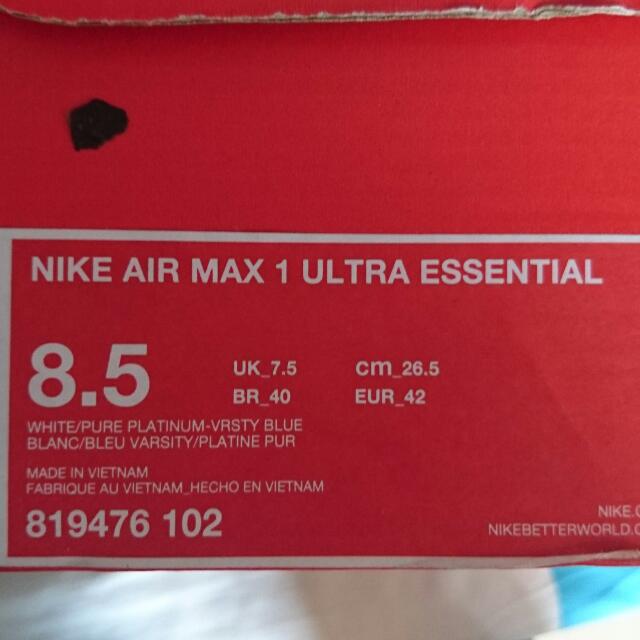 NIKE AIR MAX 1 ULTRA ESSENTIAL
8.5
UK_7.5 cm_26.5
BR_40 EUR_42
WHITE/PURE PLATINUM-VRSTY BLUE
BLANC/BLEU VARSITY/PLATINE PUR
MADE IN VIETNAM
FABRIQUE AU VIETNAM_HECHO EN VIETNAM
819476 102
NIKE.C
NIKEBETTERWORLD.C